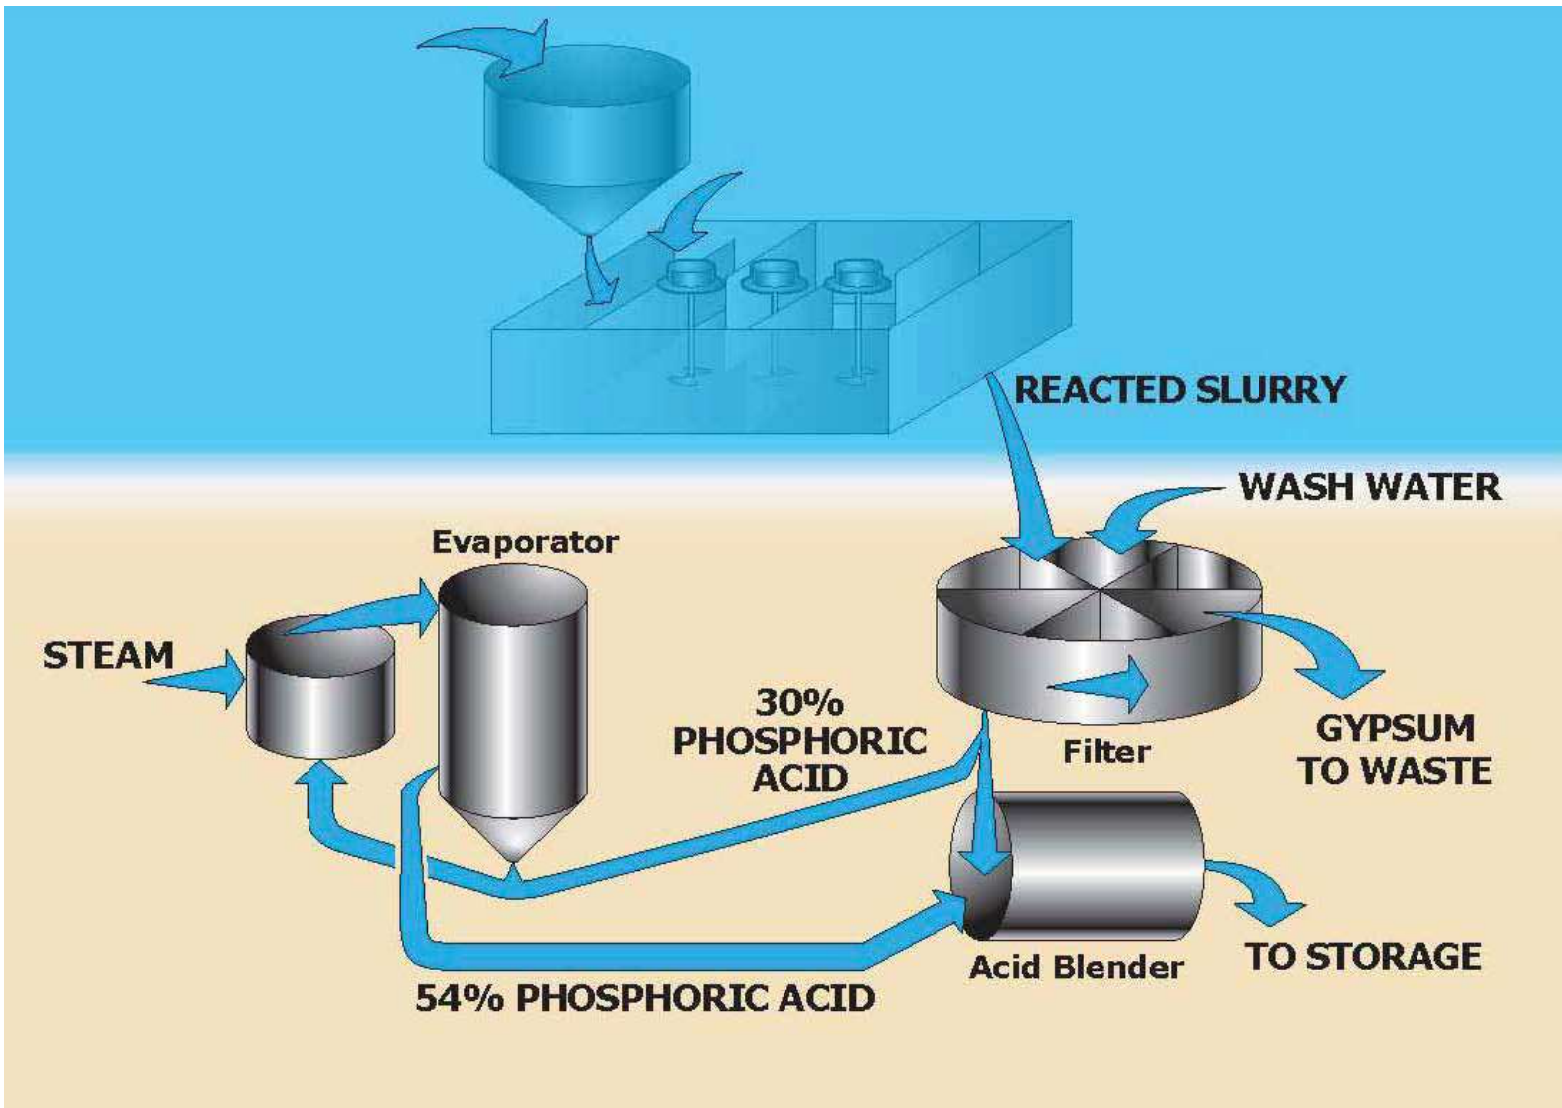 REACTED SLURRY
WASH WATER
Evaporator
STEAM
30%
PHOSPHORIC
ACID
Filter
GYPSUM
TO WASTE
Acid Blender
TO STORAGE
54% PHOSPHORIC ACID